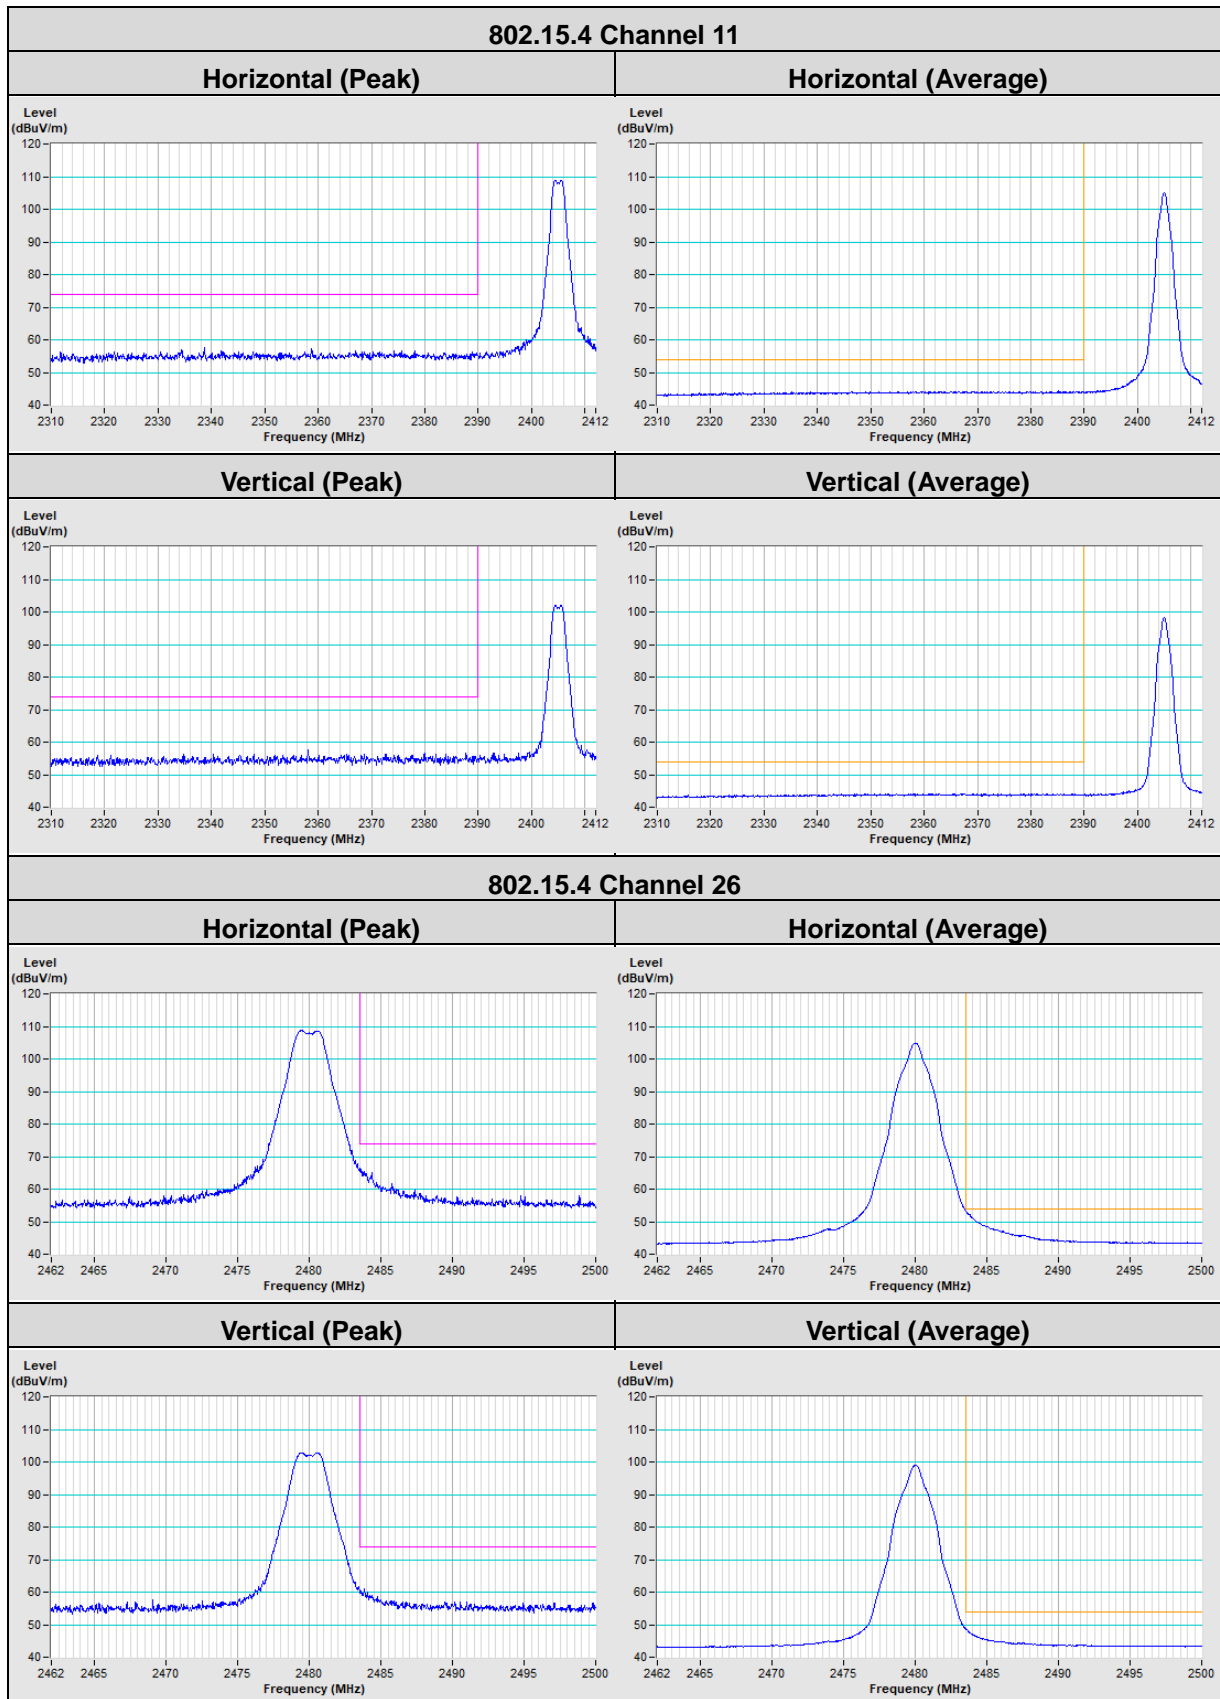 802.15.4 Channel 11
Horizontal (Peak) Horizontal (Average)
Level
(dBuV/m)
120
110
100
90
80
70
60
50
40
2310 2320 2330 2340 2350 2360 2370 2380 2390 2400 2412
Frequency (MHz)
Level
(dBuV/m)
120
110
100
90
80
70
60
50
40
2310 2320 2330 2340 2350 2360 2370 2380 2390 2400 2412
Frequency (MHz)
Vertical (Peak) Vertical (Average)
Level
(dBuV/m)
120
110
100
90
80
70
60
50
40
2310 2320 2330 2340 2350 2360 2370 2380 2390 2400 2412
Frequency (MHz)
Level
(dBuV/m)
120
110
100
90
80
70
60
50
40
2310 2320 2330 2340 2350 2360 2370 2380 2390 2400 2412
Frequency (MHz)
802.15.4 Channel 26
Horizontal (Peak) Horizontal (Average)
Level
(dBuV/m)
120
110
100
90
80
70
60
50
40
2462 2465 2470 2475 2480 2485 2490 2495 2500
Frequency (MHz)
Level
(dBuV/m)
120
110
100
90
80
70
60
50
40
2462 2465 2470 2475 2480 2485 2490 2495 2500
Frequency (MHz)
Vertical (Peak) Vertical (Average)
Level
(dBuV/m)
120
110
100
90
80
70
60
50
40
2462 2465 2470 2475 2480 2485 2490 2495 2500
Frequency (MHz)
Level
(dBuV/m)
120
110
100
90
80
70
60
50
40
2462 2465 2470 2475 2480 2485 2490 2495 2500
Frequency (MHz)